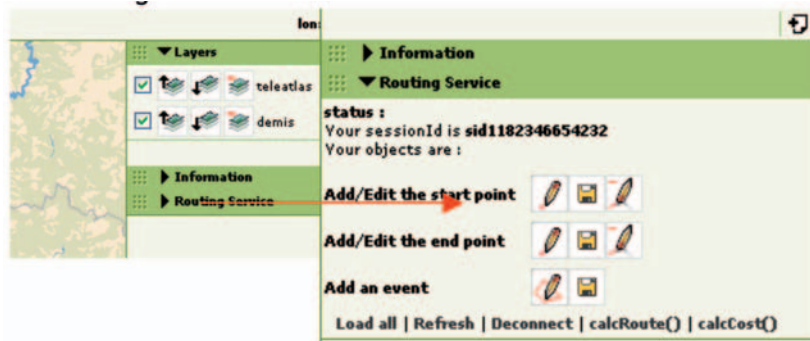 lon:
Layers
teleatlas
demis
Information
Routing Service
Information
Routing Service
status :
Your sessionId is sid1182346654232
Your objects are :
Add/Edit the start point
Add/Edit the end point
Add an event
Load all | Refresh | Deconnect | calcRoute() | calcCost()